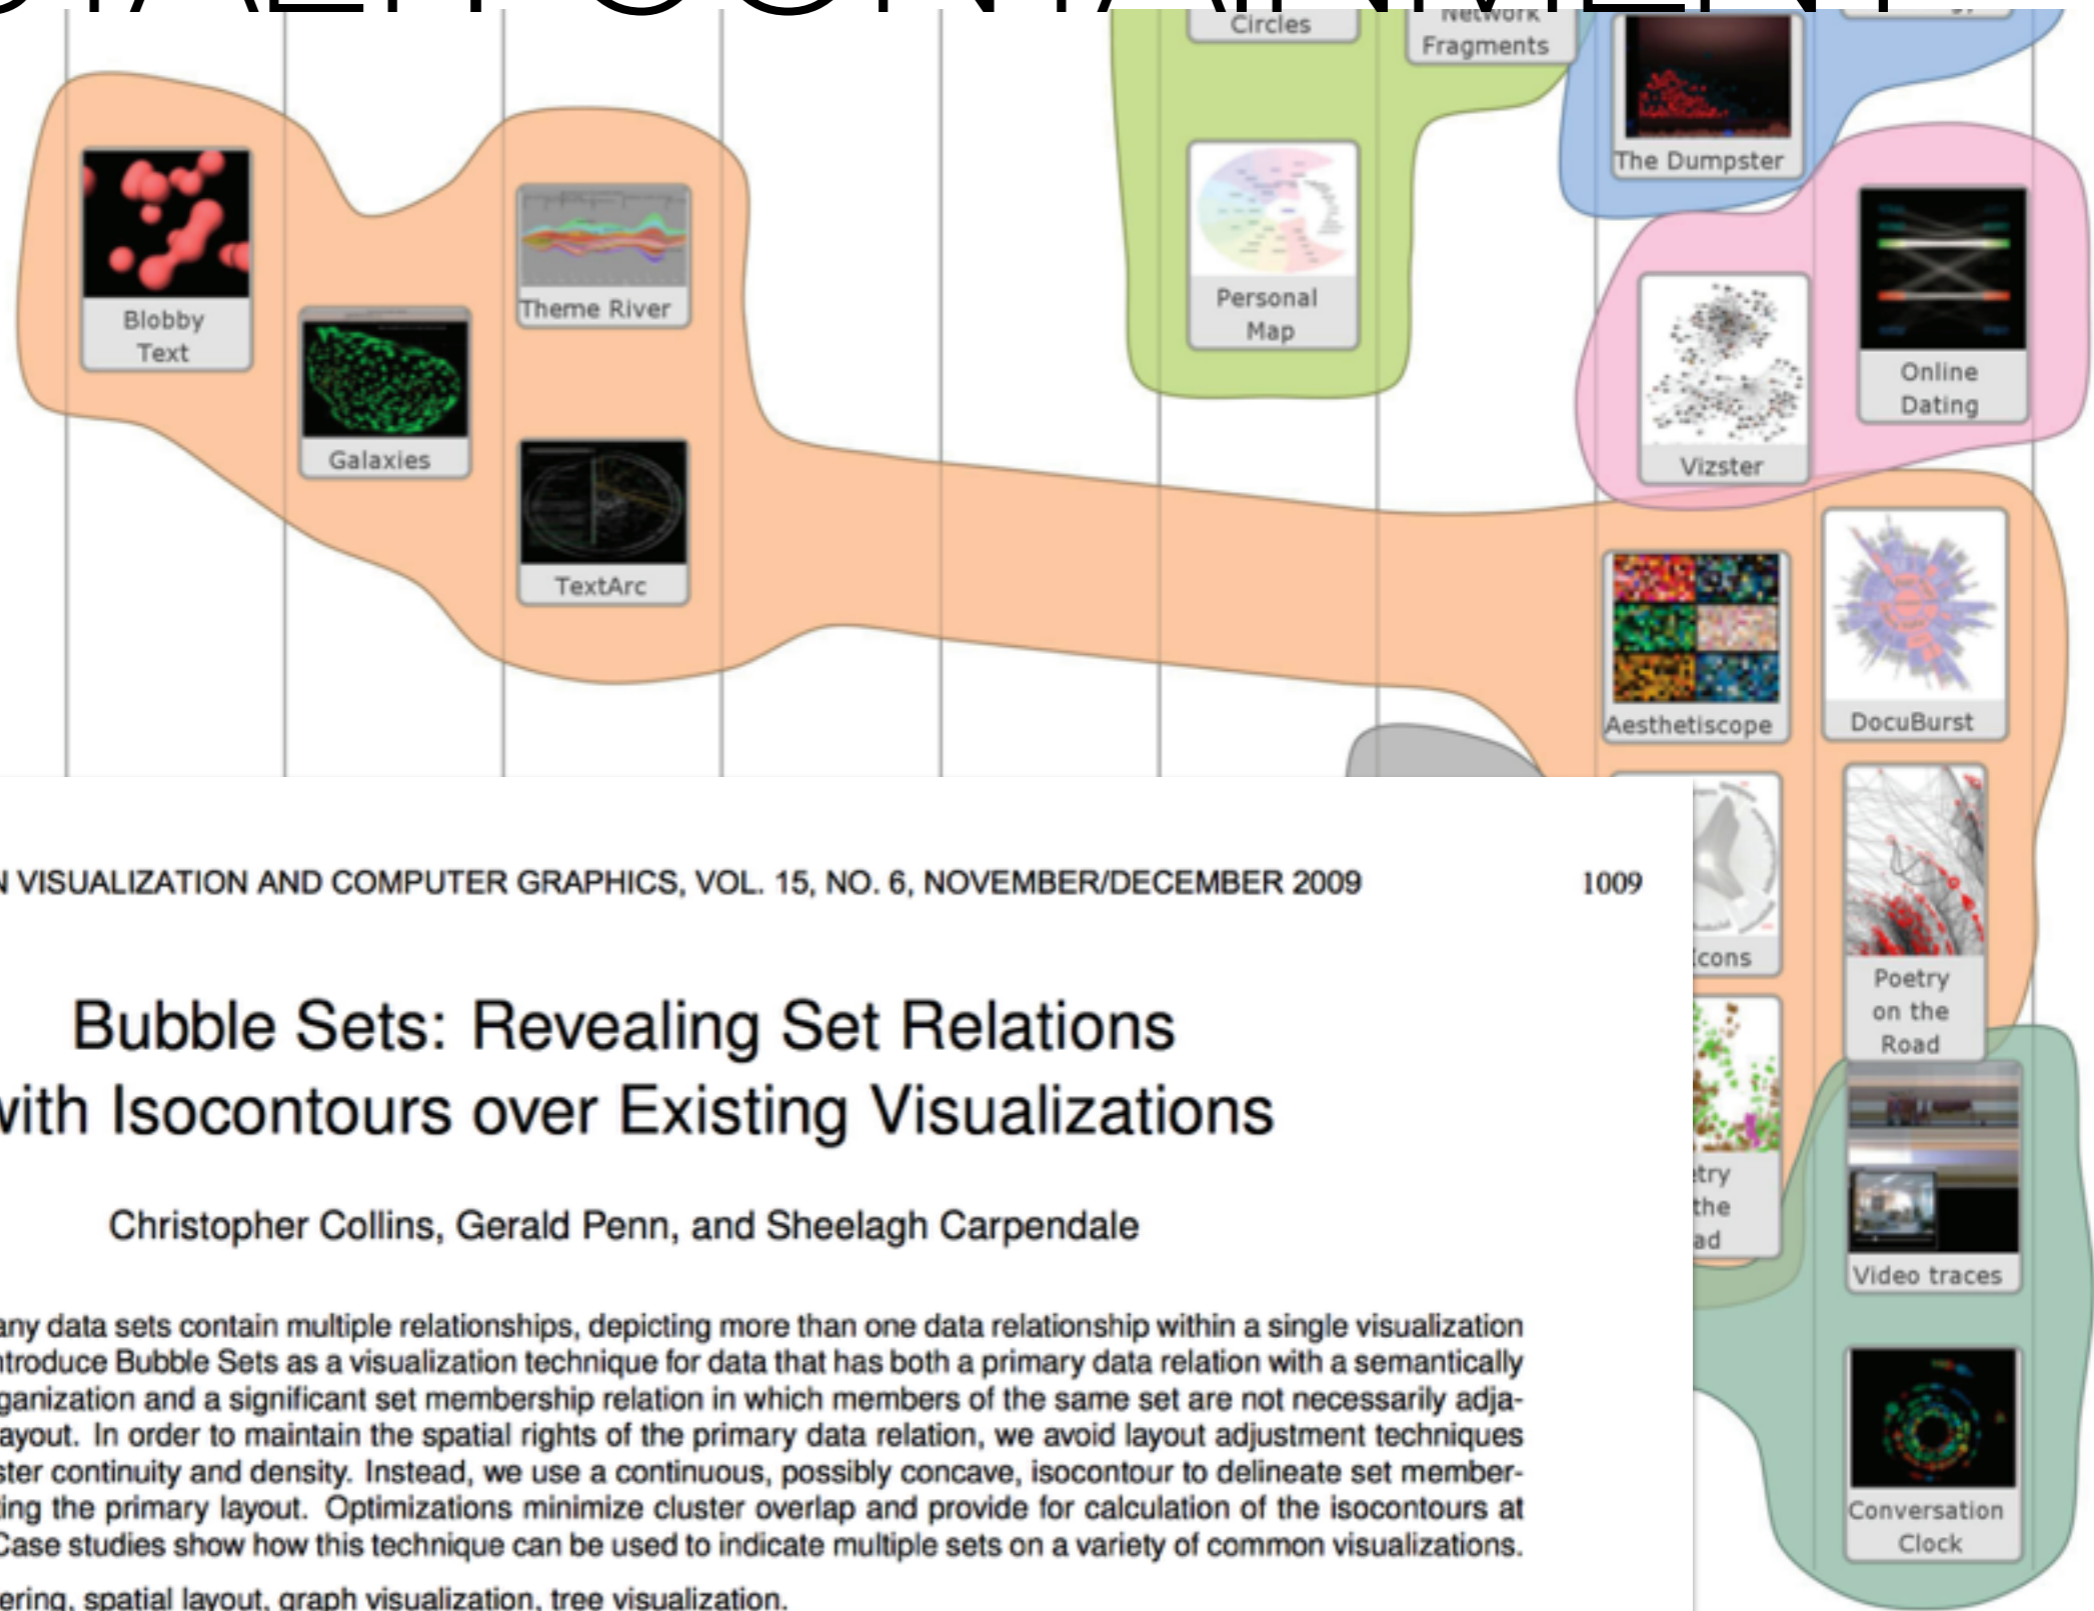 CONTAINMENT
Circles
Network
Fragments
The Dumpster
Blobby
Text
Theme River
Personal
Map
Online
Dating
Galaxies
Vizster
TextArc
Aesthetiscope
DocuBurst
N VISUALIZATION AND COMPUTER GRAPHICS, VOL. 15, NO. 6, NOVEMBER/DECEMBER 2009 1009
Icons
Poetry
on the
Road
Bubble Sets: Revealing Set Relations
with Isocontours over Existing Visualizations
etry
the
ad
Christopher Collins, Gerald Penn, and Sheelagh Carpendale
Video traces
any data sets contain multiple relationships, depicting more than one data relationship within a single visualization
ntroduce Bubble Sets as a visualization technique for data that has both a primary data relation with a semantically
ganization and a significant set membership relation in which members of the same set are not necessarily adja-
ayout. In order to maintain the spatial rights of the primary data relation, we avoid layout adjustment techniques
ster continuity and density. Instead, we use a continuous, possibly concave, isocontour to delineate set member-
ting the primary layout. Optimizations minimize cluster overlap and provide for calculation of the isocontours at
Case studies show how this technique can be used to indicate multiple sets on a variety of common visualizations.
ering, spatial layout, graph visualization, tree visualization.
Conversation
Clock